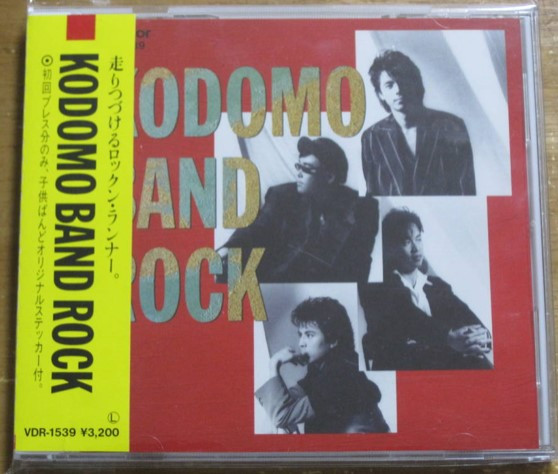 走りつづけるロックン・ランナー。
KODOMO BAND ROCK
◉初回プレス分のみ、子供ばんどオリジナルステッカー付。
Ⓛ
VDR-1539 ¥3,200
KODOMO
BAND
ROCK